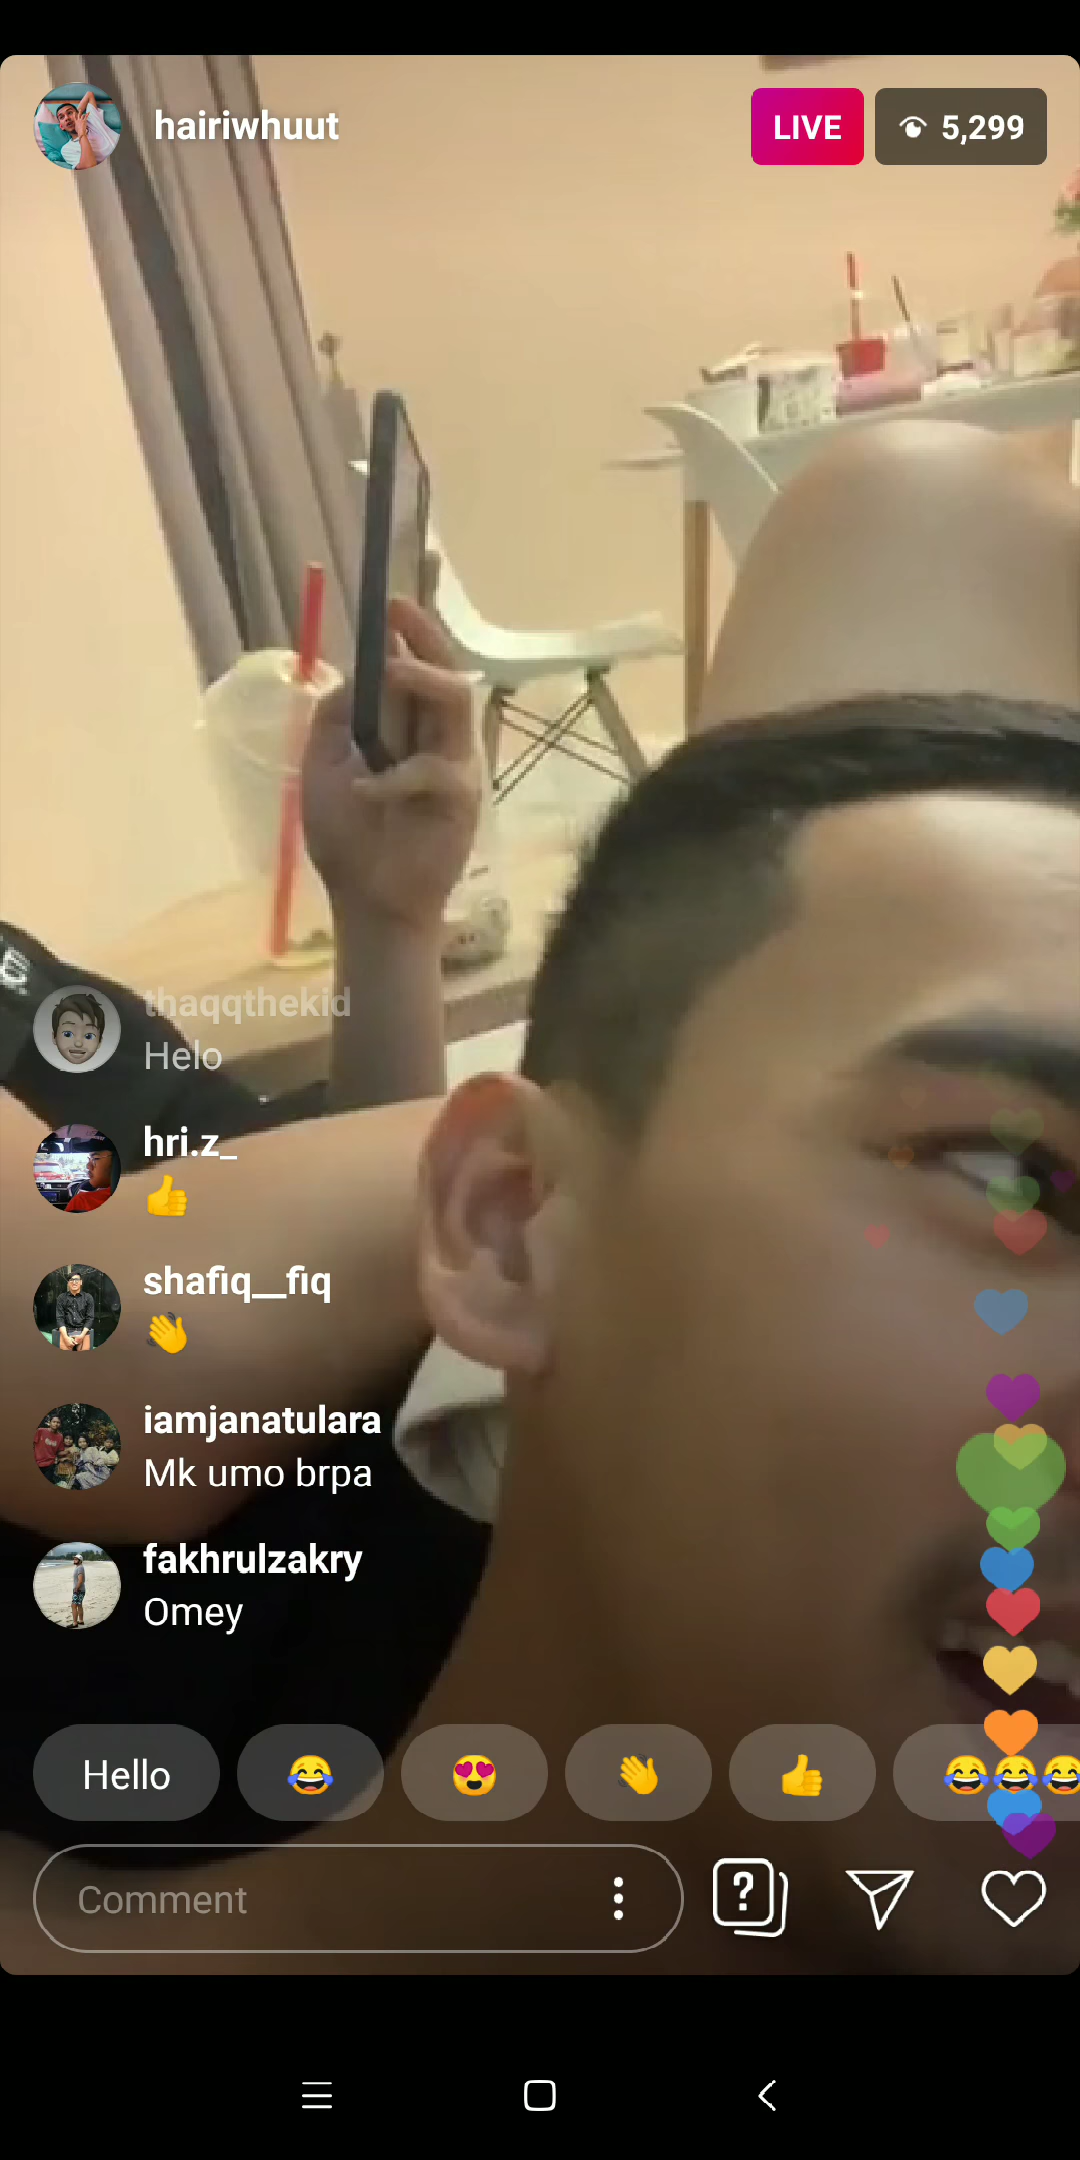 hairiwhuut
LIVE
5,299
thaqqthekid
Helo
hri.z_
👍
shafiq__fiq
👋
iamjanatulara
Mk umo brpa
fakhrulzakry
Omey
Hello 😂 😍 👋 👍 😂😂😂
Comment